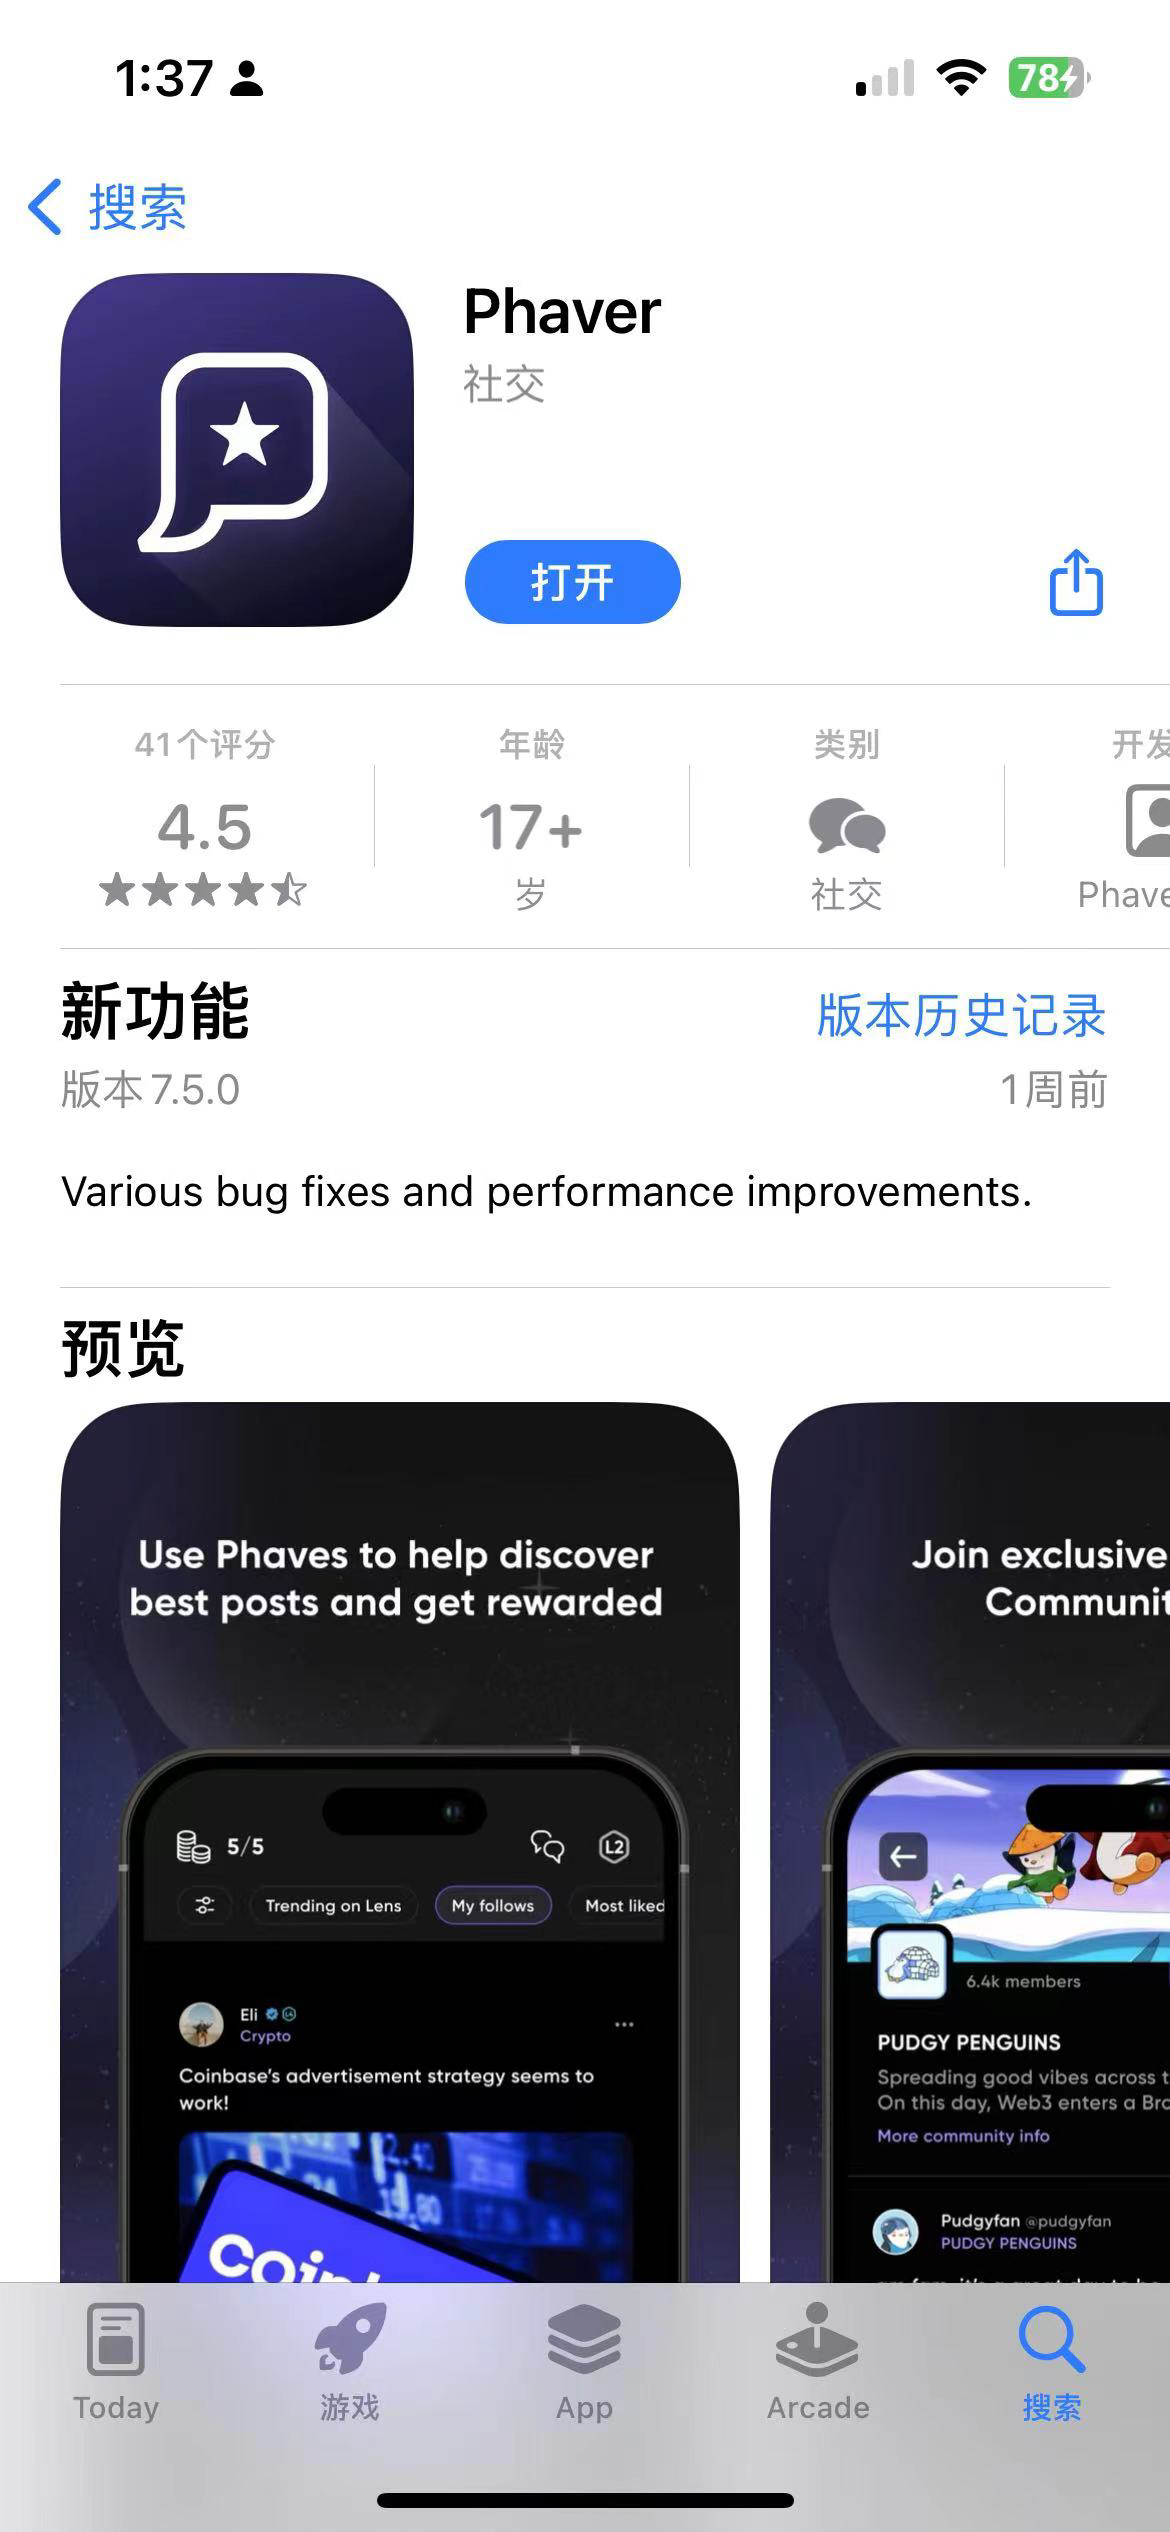 1:37
78
搜索
Phaver
社交
打开
41个评分
年龄
类别
开发
4.5
17+
岁
社交
Phave
新功能
版本历史记录
版本 7.5.0
1周前
Various bug fixes and performance improvements.
预览
Use Phaves to help discover
best posts and get rewarded
5/5
L2
Trending on Lens
My follows
Most liked
Eli
Crypto
Coinbase's advertisement strategy seems to
work!
Join exclusive
Communit
6.4k members
PUDGY PENGUINS
Spreading good vibes across t
On this day, Web3 enters a Bro
More community info
Pudgyfan @pudgyfan
PUDGY PENGUINS
Today
游戏
App
Arcade
搜索